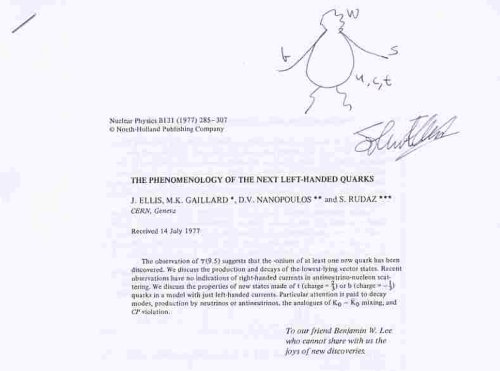 W
b
s
u, c, t
Nuclear Physics B131 (1977) 285-307
© North-Holland Publishing Company
John Ellis
THE PHENOMENOLOGY OF THE NEXT LEFT-HANDED QUARKS
J. ELLIS, M.K. GAILLARD *, D.V. NANOPOULOS ** and S. RUDAZ ***
CERN, Geneva
Received 14 July 1977
The observation of T(9.5) suggests that the onium of at least one new quark has been
discovered. We discuss the production and decays of the lowest-lying vector states. Recent
observations have no indications of right-handed currents in antineutrino-nucleon scat-
tering. We discuss the properties of new states made of t (charge = 2/3) or b (charge = -1/3)
quarks in a model with just left-handed currents. Particular attention is paid to decay
modes, production by neutrinos or antineutrinos, the analogues of K0 - K̄0 mixing, and
CP violation.
To our friend Benjamin W. Lee
who cannot share with us the
joys of new discoveries.